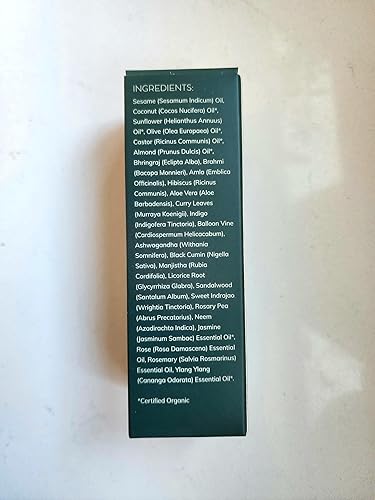 INGREDIENTS:
Sesame (Sesamum Indicum) Oil,
Coconut (Cocos Nucifera) Oil*,
Sunflower (Helianthus Annuus)
Oil*, Olive (Olea Europaea) Oil*,
Castor (Ricinus Communis) Oil*,
Almond (Prunus Dulcis) Oil*,
Bhringraj (Eclipta Alba), Brahmi
(Bacopa Monnieri), Amla (Emblica
Officinalis), Hibiscus (Ricinus
Communis), Aloe Vera (Aloe
Barbadensis), Curry Leaves
(Murraya Koenigii), Indigo
(Indigofera Tinctoria), Balloon Vine
(Cardiospermum Helicacabum),
Ashwagandha (Withania
Somnifera), Black Cumin (Nigella
Sativa), Manjistha (Rubia
Cordifolia), Licorice Root
(Glycyrrhiza Glabra), Sandalwood
(Santalum Album), Sweet Indrajao
(Wrightia Tinctoria), Rosary Pea
(Abrus Precatorius), Neem
(Azadirachta Indica), Jasmine
(Jasminum Sambac) Essential Oil*,
Rose (Rosa Damascena) Essential
Oil, Rosemary (Salvia Rosmarinus)
Essential Oil, Ylang Ylang
(Cananga Odorata) Essential Oil*.
*Certified Organic